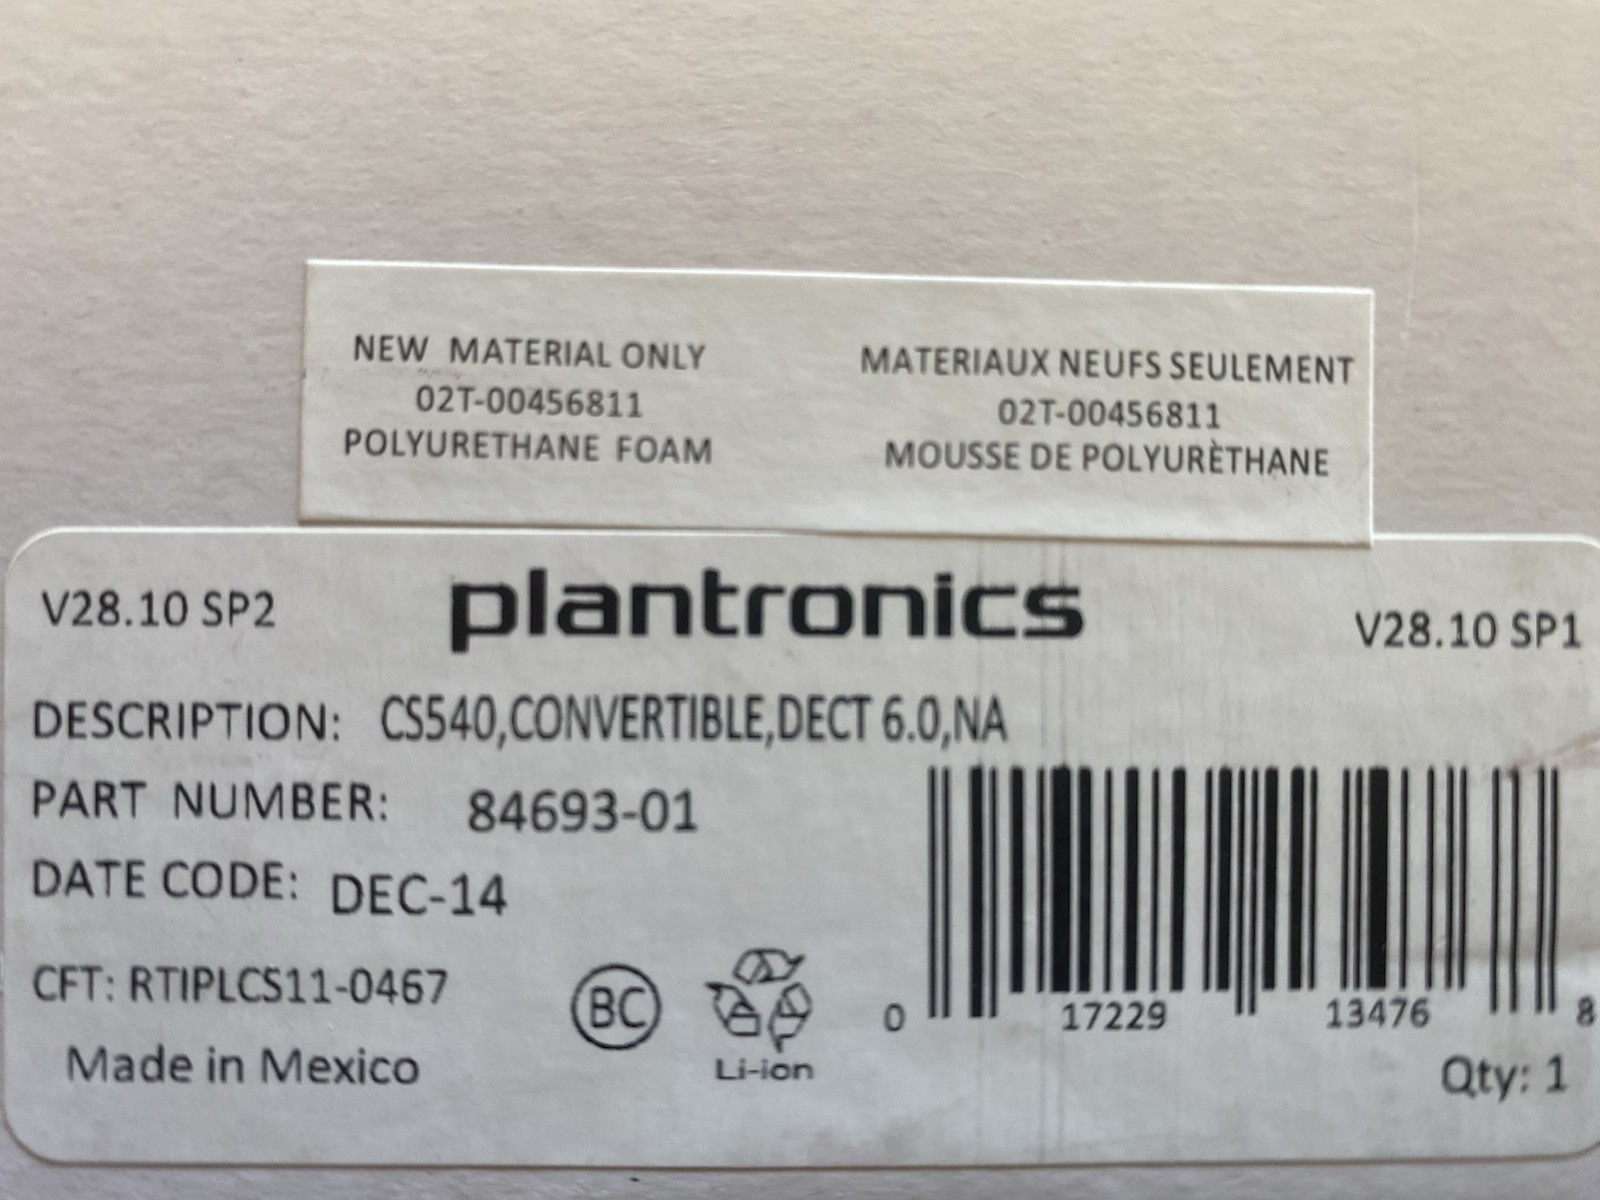 NEW MATERIAL ONLY
02T-00456811
POLYURETHANE FOAM
MATERIAUX NEUFS SEULEMENT
02T-00456811
MOUSSE DE POLYURÈTHANE
V28.10 SP2
plantronics
V28.10 SP1
DESCRIPTION: CS540,CONVERTIBLE,DECT 6.0,NA
PART NUMBER: 84693-01
DATE CODE: DEC-14
CFT: RTIPLCS11-0467
Made in Mexico
BC
Li-ion
0 17229 13476 8
Qty: 1